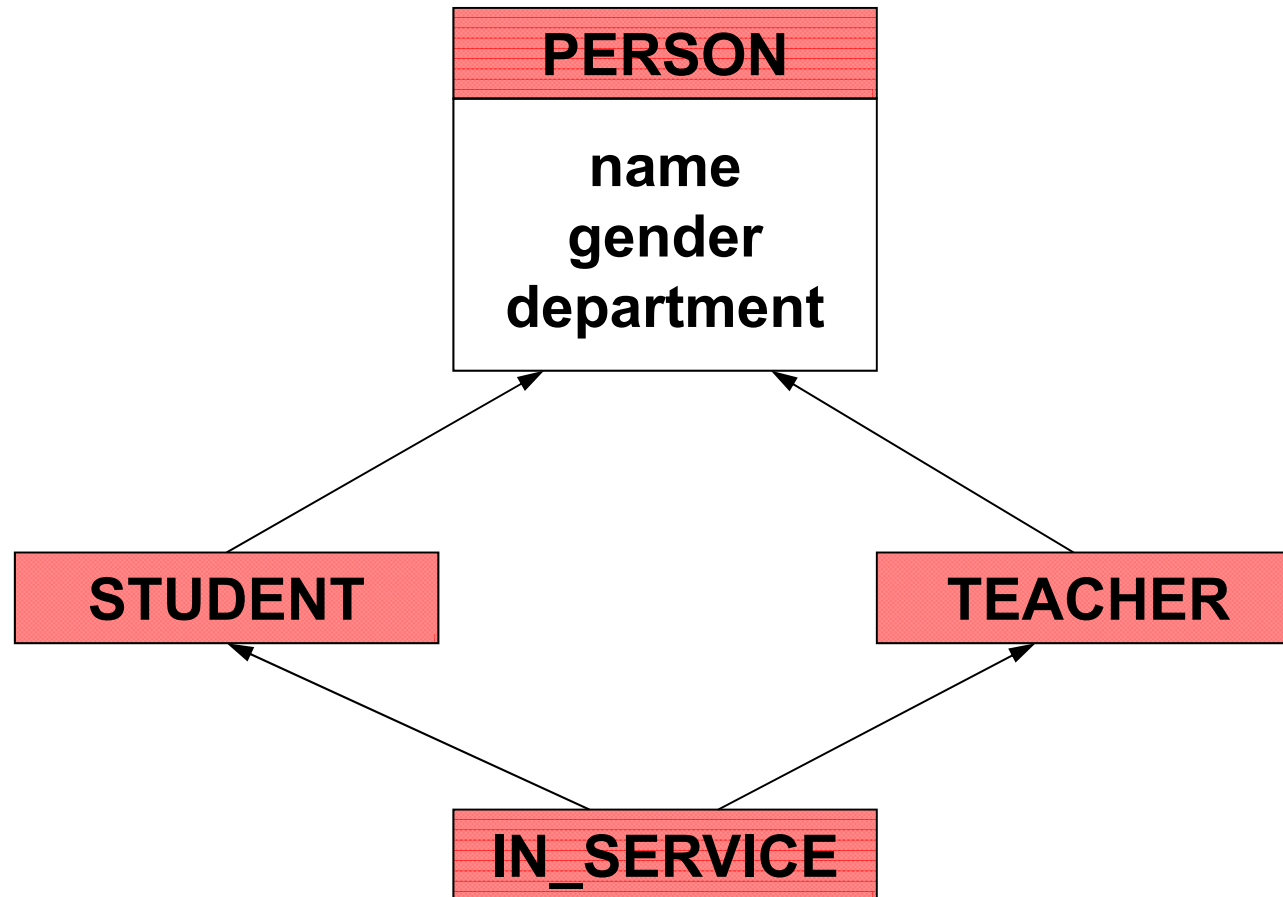 PERSON
name
gender
department
STUDENT
TEACHER
IN_SERVICE